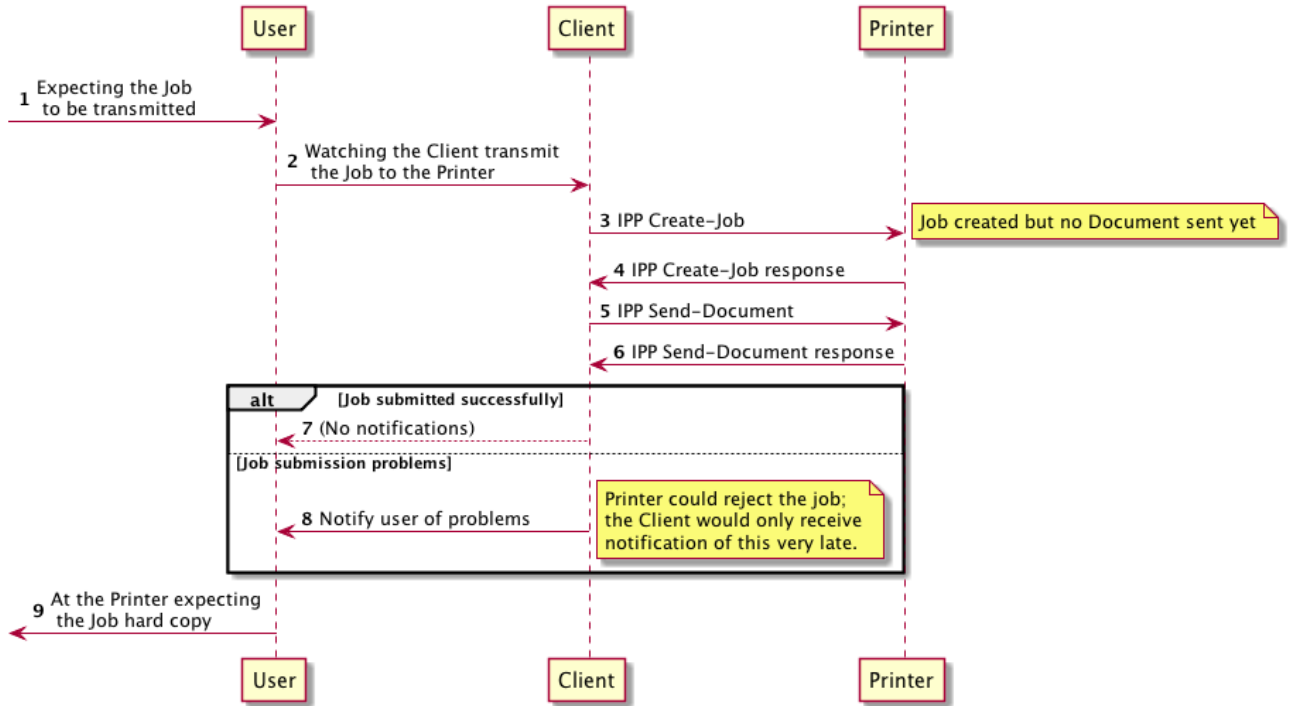 User
Client
Printer
1 Expecting the Job
to be transmitted
2 Watching the Client transmit
the Job to the Printer
3 IPP Create-Job
Job created but no Document sent yet
4 IPP Create-Job response
5 IPP Send-Document
6 IPP Send-Document response
alt
[Job submitted successfully]
7 (No notifications)
[Job submission problems]
Printer could reject the job;
8 Notify user of problems
the Client would only receive
notification of this very late.
9 At the Printer expecting
the Job hard copy
User
Client
Printer